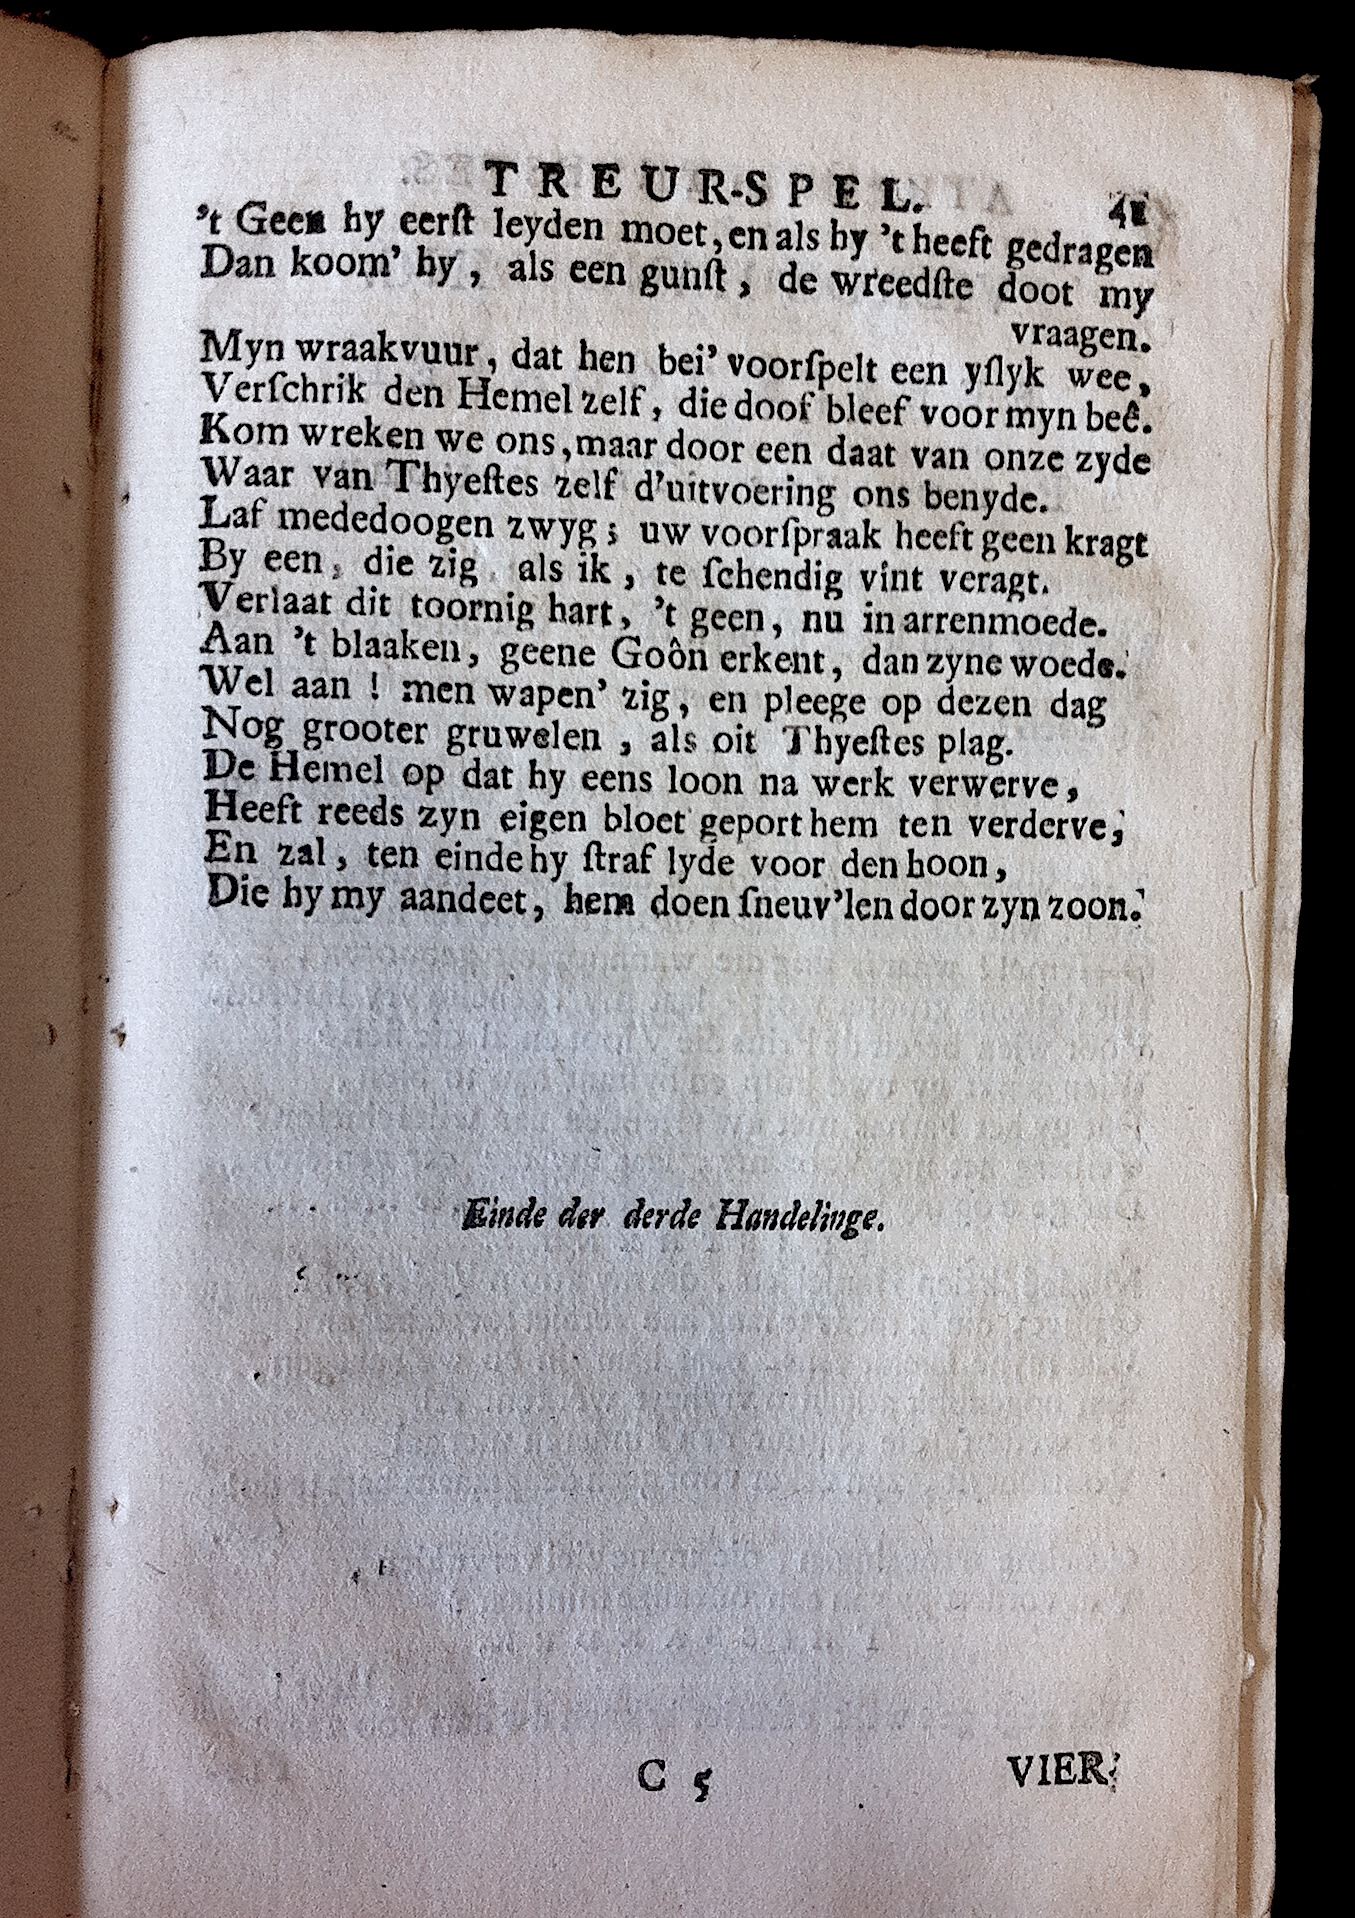 TREUR-SPEL. 41
't Geen hy eerſt leyden moet, en als hy 't heeft gedragen
Dan koom' hy, als een gunſt, de wreedſte doot my
vraagen.
Myn wraakvuur, dat hen bei' voorſpelt een yſlyk wee,
Verſchrik den Hemel zelf, die doof bleef voor myn beê.
Kom wreken we ons, maar door een daat van onze zyde
Waar van Thyeſtes zelf d'uitvoering ons benyde.
Laf mededoogen zwyg; uw voorſpraak heeft geen kragt
By een, die zig als ik, te ſchendig vint veragt.
Verlaat dit toornig hart, 't geen, nu in arrenmoede.
Aan 't blaaken, geene Goôn erkent, dan zyne woede.
Wel aan! men wapen' zig, en pleege op dezen dag
Nog grooter gruwelen, als oit Thyeſtes plag.
De Hemel op dat hy eens loon na werk verwerve,
Heeft reeds zyn eigen bloet geport hem ten verderve;
En zal, ten einde hy ſtraf lyde voor den hoon,
Die hy my aandeet, hem doen ſneuv'len door zyn zoon.
Einde der derde Handelinge.
C 5 VIER-